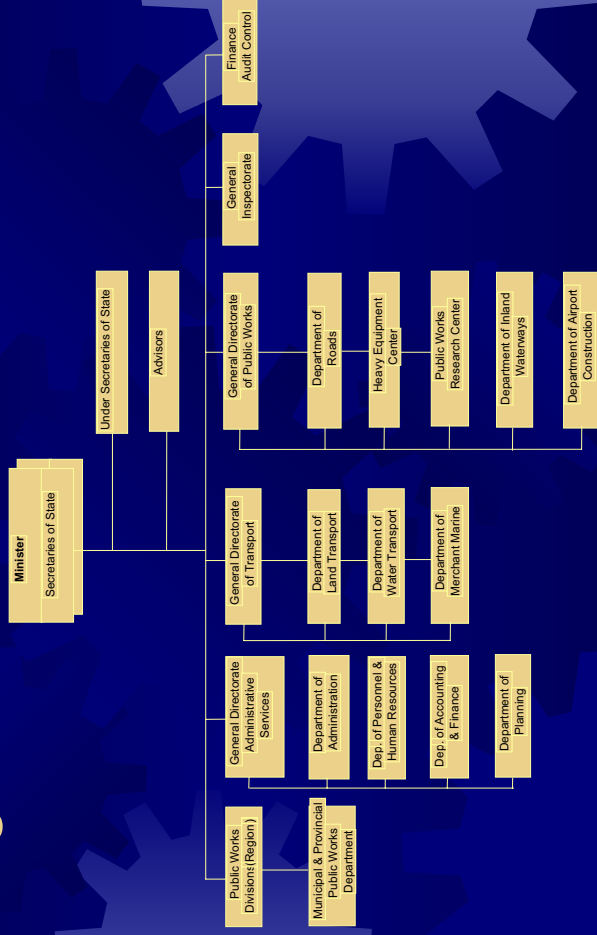 Minister
Secretaries of State
Under Secretaries of State
Advisors
Public Works
Divisions(Region)
Municipal & Provincial
Public Works
Department
General Directorate
Administrative
Services
Department of
Administration
Dep. of Personnel &
Human Resources
Dep. of Accounting
& Finance
Department of
Planning
General Directorate
of Transport
Department of
Land Transport
Department of
Water Transport
Department of
Merchant Marine
General Directorate
of Public Works
Department of
Roads
Heavy Equipment
Center
Public Works
Research Center
Department of Inland
Waterways
Department of Airport
Construction
General
Inspectorate
Finance
Audit Control